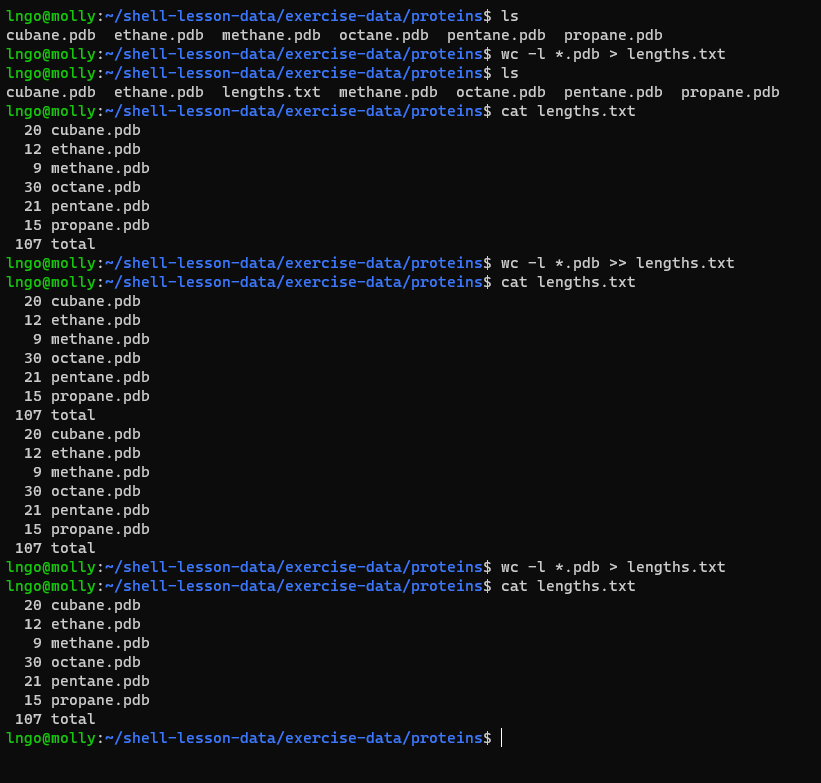 lngo@molly:~/shell-lesson-data/exercise-data/proteins$ ls
cubane.pdb  ethane.pdb  methane.pdb  octane.pdb  pentane.pdb  propane.pdb
lngo@molly:~/shell-lesson-data/exercise-data/proteins$ wc -l *.pdb > lengths.txt
lngo@molly:~/shell-lesson-data/exercise-data/proteins$ ls
cubane.pdb  ethane.pdb  lengths.txt  methane.pdb  octane.pdb  pentane.pdb  propane.pdb
lngo@molly:~/shell-lesson-data/exercise-data/proteins$ cat lengths.txt
  20 cubane.pdb
  12 ethane.pdb
   9 methane.pdb
  30 octane.pdb
  21 pentane.pdb
  15 propane.pdb
 107 total
lngo@molly:~/shell-lesson-data/exercise-data/proteins$ wc -l *.pdb >> lengths.txt
lngo@molly:~/shell-lesson-data/exercise-data/proteins$ cat lengths.txt
  20 cubane.pdb
  12 ethane.pdb
   9 methane.pdb
  30 octane.pdb
  21 pentane.pdb
  15 propane.pdb
 107 total
  20 cubane.pdb
  12 ethane.pdb
   9 methane.pdb
  30 octane.pdb
  21 pentane.pdb
  15 propane.pdb
 107 total
lngo@molly:~/shell-lesson-data/exercise-data/proteins$ wc -l *.pdb > lengths.txt
lngo@molly:~/shell-lesson-data/exercise-data/proteins$ cat lengths.txt
  20 cubane.pdb
  12 ethane.pdb
   9 methane.pdb
  30 octane.pdb
  21 pentane.pdb
  15 propane.pdb
 107 total
lngo@molly:~/shell-lesson-data/exercise-data/proteins$